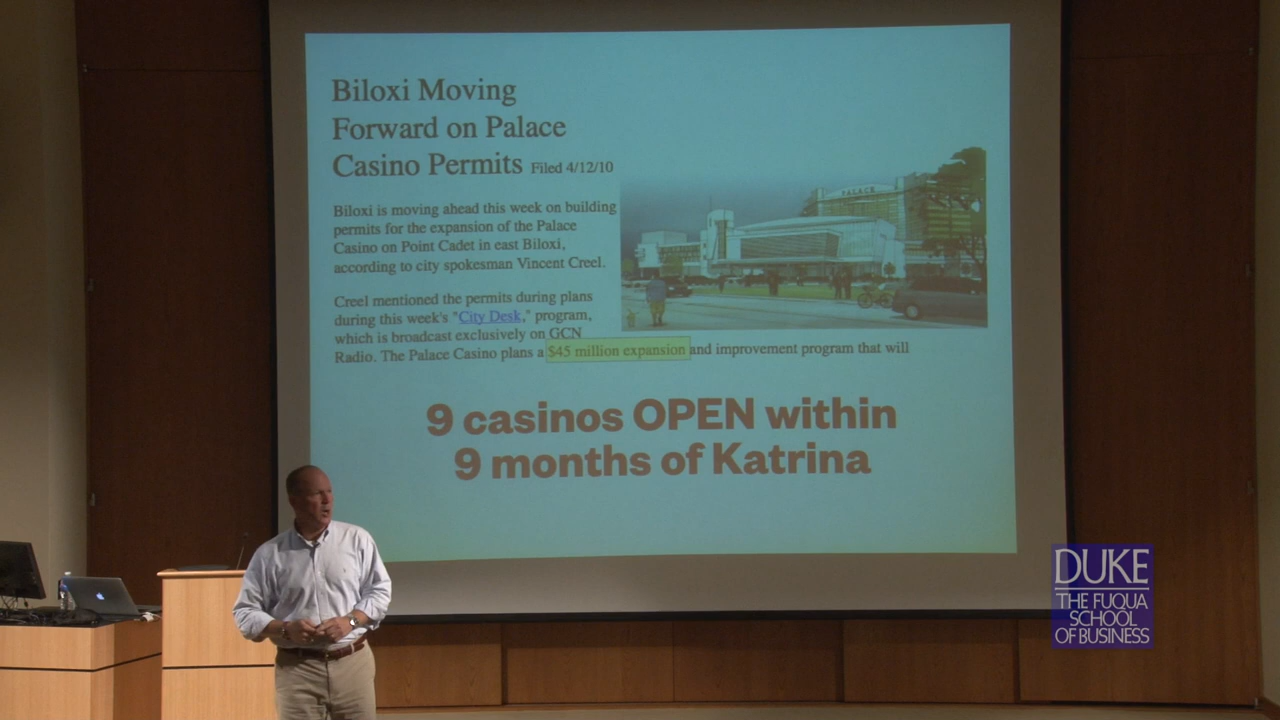 Biloxi Moving
Forward on Palace
Casino Permits Filed 4/12/10
Biloxi is moving ahead this week on building
permits for the expansion of the Palace
Casino on Point Cadet in east Biloxi,
according to city spokesman Vincent Creel.
Creel mentioned the permits during plans
during this week's "City Desk," program,
which is broadcast exclusively on GCN
Radio. The Palace Casino plans a $45 million expansion and improvement program that will
PALACE
9 casinos OPEN within
9 months of Katrina
DUKE
THE FUQUA
SCHOOL
OF BUSINESS